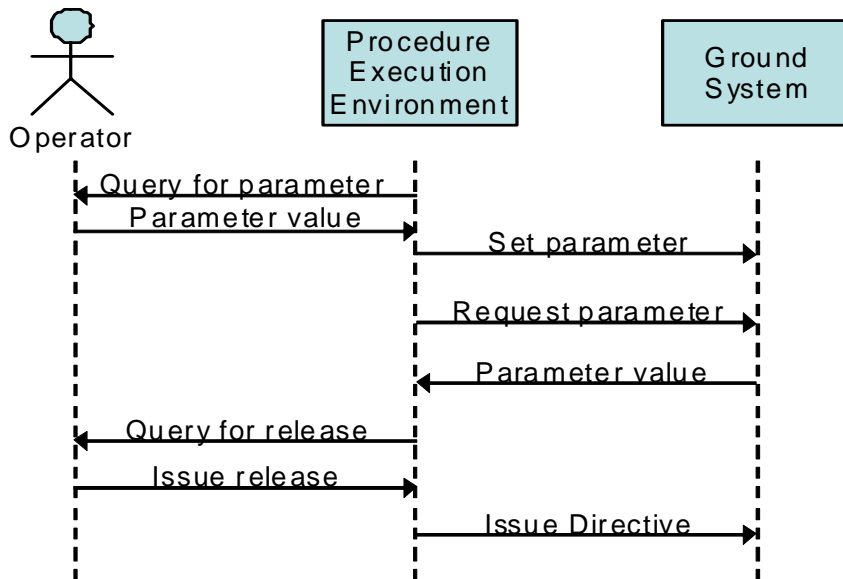 Procedure
Execution
Environment
Ground
System
Operator
Query for parameter
Parameter value
Set parameter
Request parameter
Parameter value
Query for release
Issue release
Issue Directive